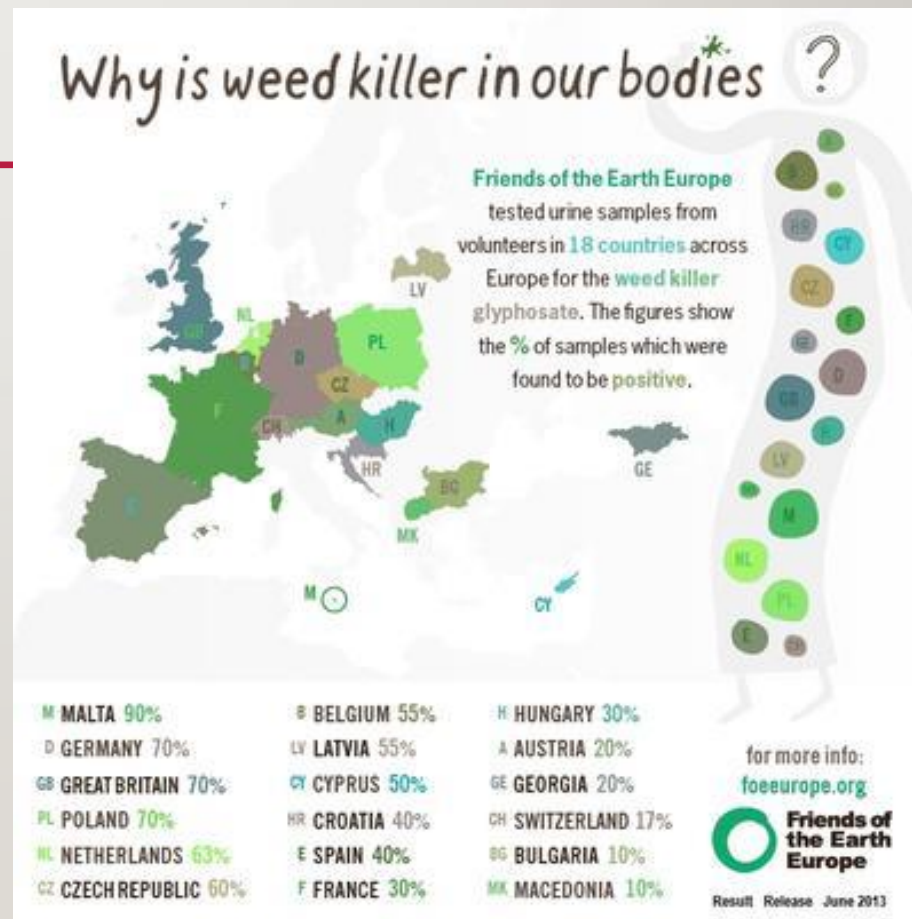 Why is weed killer in our bodies ?
Friends of the Earth Europe
tested urine samples from
volunteers in 18 countries across
Europe for the weed killer
glyphosate. The figures show
the % of samples which were
found to be positive.
GB
NL
LV
D
PL
CZ
F
CH
A
H
HR
BG
MK
E
GE
M
CY
HR
CY
CZ
F
GE
D
GB
H
LV
M
NL
PL
E
CH
M MALTA 90%
D GERMANY 70%
GB GREAT BRITAIN 70%
PL POLAND 70%
NL NETHERLANDS 63%
CZ CZECH REPUBLIC 60%
B BELGIUM 55%
LV LATVIA 55%
CY CYPRUS 50%
HR CROATIA 40%
E SPAIN 40%
F FRANCE 30%
H HUNGARY 30%
A AUSTRIA 20%
GE GEORGIA 20%
CH SWITZERLAND 17%
BG BULGARIA 10%
MK MACEDONIA 10%
for more info:
foeeurope.org
Friends of
the Earth
Europe
Result Release June 2013